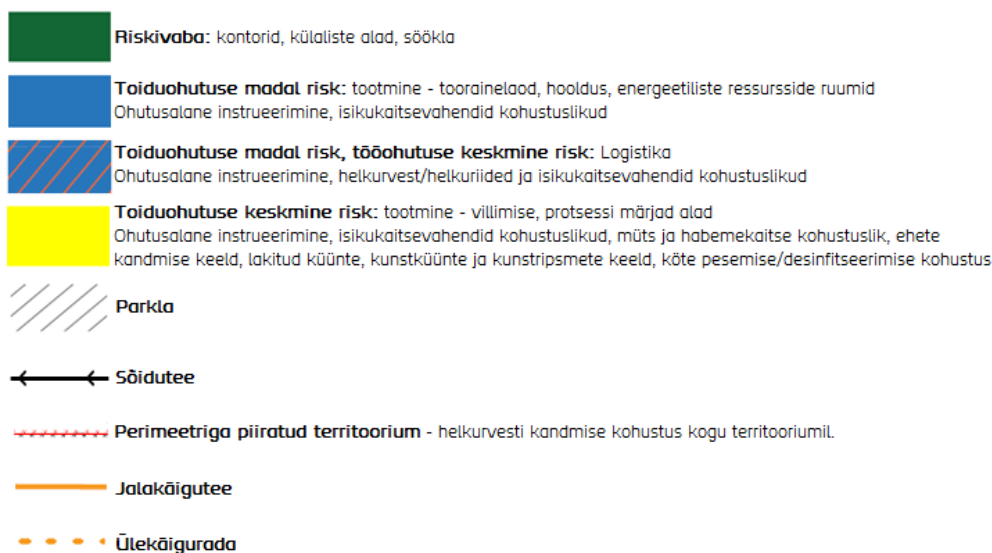 Riskivaba: kontorid, külaliste alad, söökla
Toiduohutuse madal risk: tootmine - toorainelaod, hooldus, energeetiliste ressursside ruumid
Ohutusalane instrueerimine, isikukaitsevahendid kohustuslikud
Toiduohutuse madal risk, tööohutuse keskmine risk: Logistika
Ohutusalane instrueerimine, helkurvest/helkuriided ja isikukaitsevahendid kohustuslikud
Toiduohutuse keskmine risk: tootmine - villimise, protsessi märjad alad
Ohutusalane instrueerimine, isikukaitsevahendid kohustuslikud, müts ja habemekaitse kohustuslik, ehete
kandmise keeld, lakitud küünte, kunstküünte ja kunstripsmete keeld, köte pesemise/desinfitseerimise kohustus
Parkla
Sõidutee
Perimeetriga piiratud territoorium - helkurvesti kandmise kohustus kogu territooriumil.
Jalakäigutee
Ülekäigurada